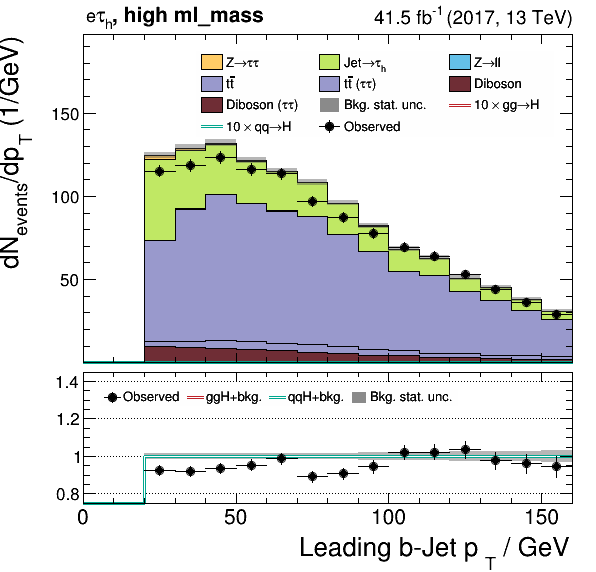 eτh, high ml_mass 41.5 fb-1 (2017, 13 TeV)
dNevents/dpT (1/GeV)
Z→ττ Jet→τh Z→ll
tt̄ tt̄ (ττ) Diboson
Diboson (ττ) Bkg. stat. unc. 10 × gg→H
10 × qq→H Observed
150
100
50
1.4
Observed ggH+bkg. qqH+bkg. Bkg. stat. unc.
1.2
1
0.8
0 50 100 150
Leading b-Jet pT / GeV